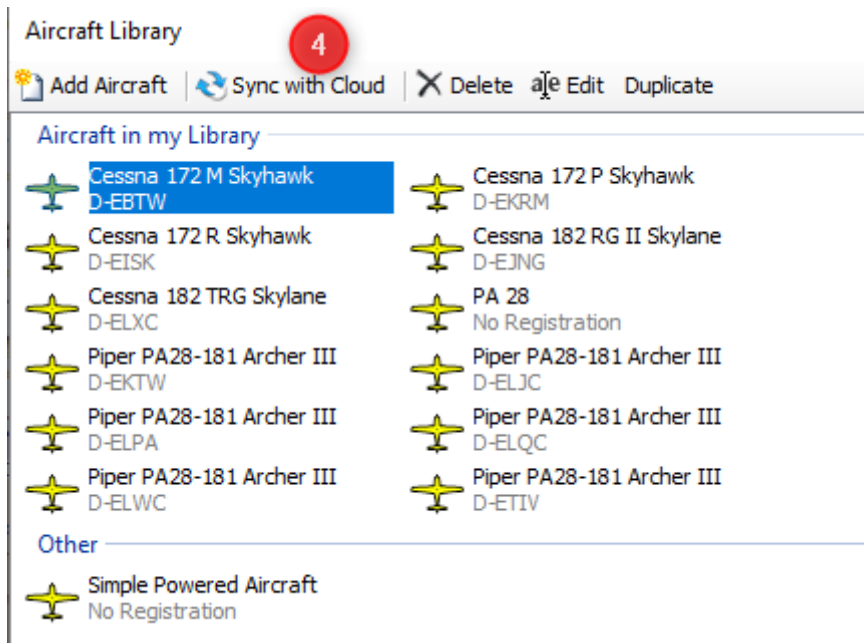 Aircraft Library
4
Add Aircraft Sync with Cloud Delete aʃe Edit Duplicate
Aircraft in my Library
Cessna 172 M Skyhawk Cessna 172 P Skyhawk
D-EBTW D-EKRM
Cessna 172 R Skyhawk Cessna 182 RG II Skylane
D-EISK D-EJNG
Cessna 182 TRG Skylane PA 28
D-ELXC No Registration
Piper PA28-181 Archer III Piper PA28-181 Archer III
D-EKTW D-ELJC
Piper PA28-181 Archer III Piper PA28-181 Archer III
D-ELPA D-ELQC
Piper PA28-181 Archer III Piper PA28-181 Archer III
D-ELWC D-ETIV
Other
Simple Powered Aircraft
No Registration